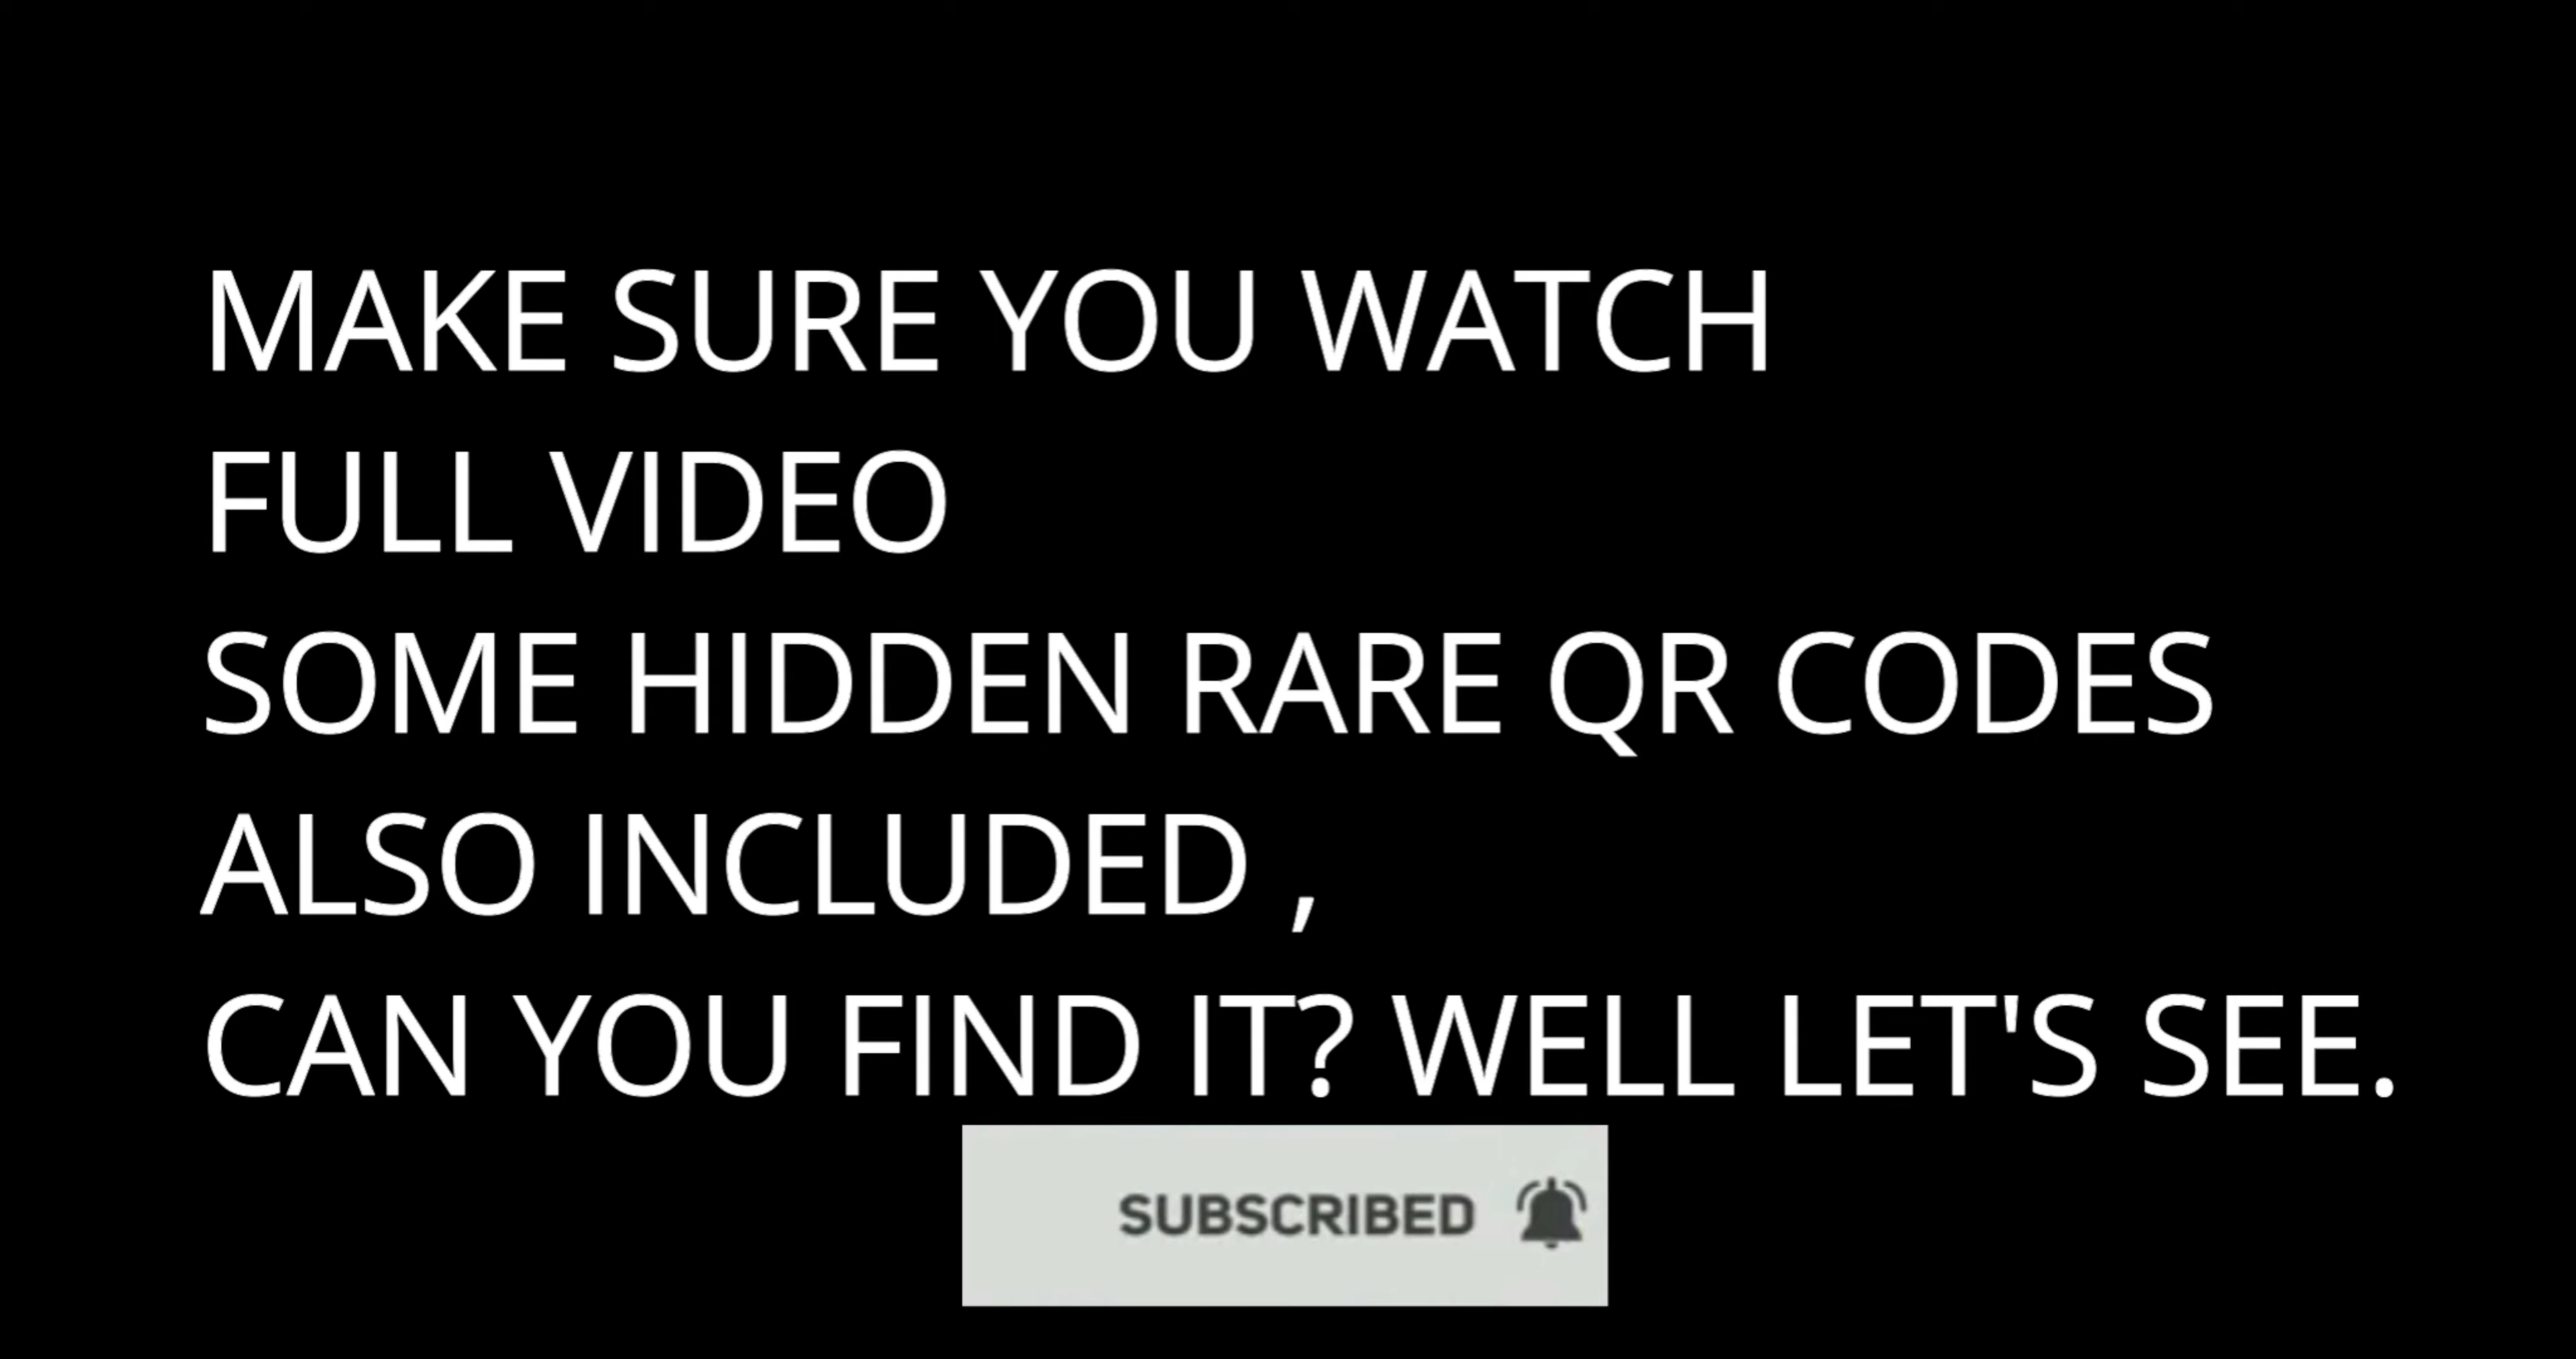 MAKE SURE YOU WATCH
FULL VIDEO
SOME HIDDEN RARE QR CODES
ALSO INCLUDED ,
CAN YOU FIND IT? WELL LET'S SEE.
SUBSCRIBED